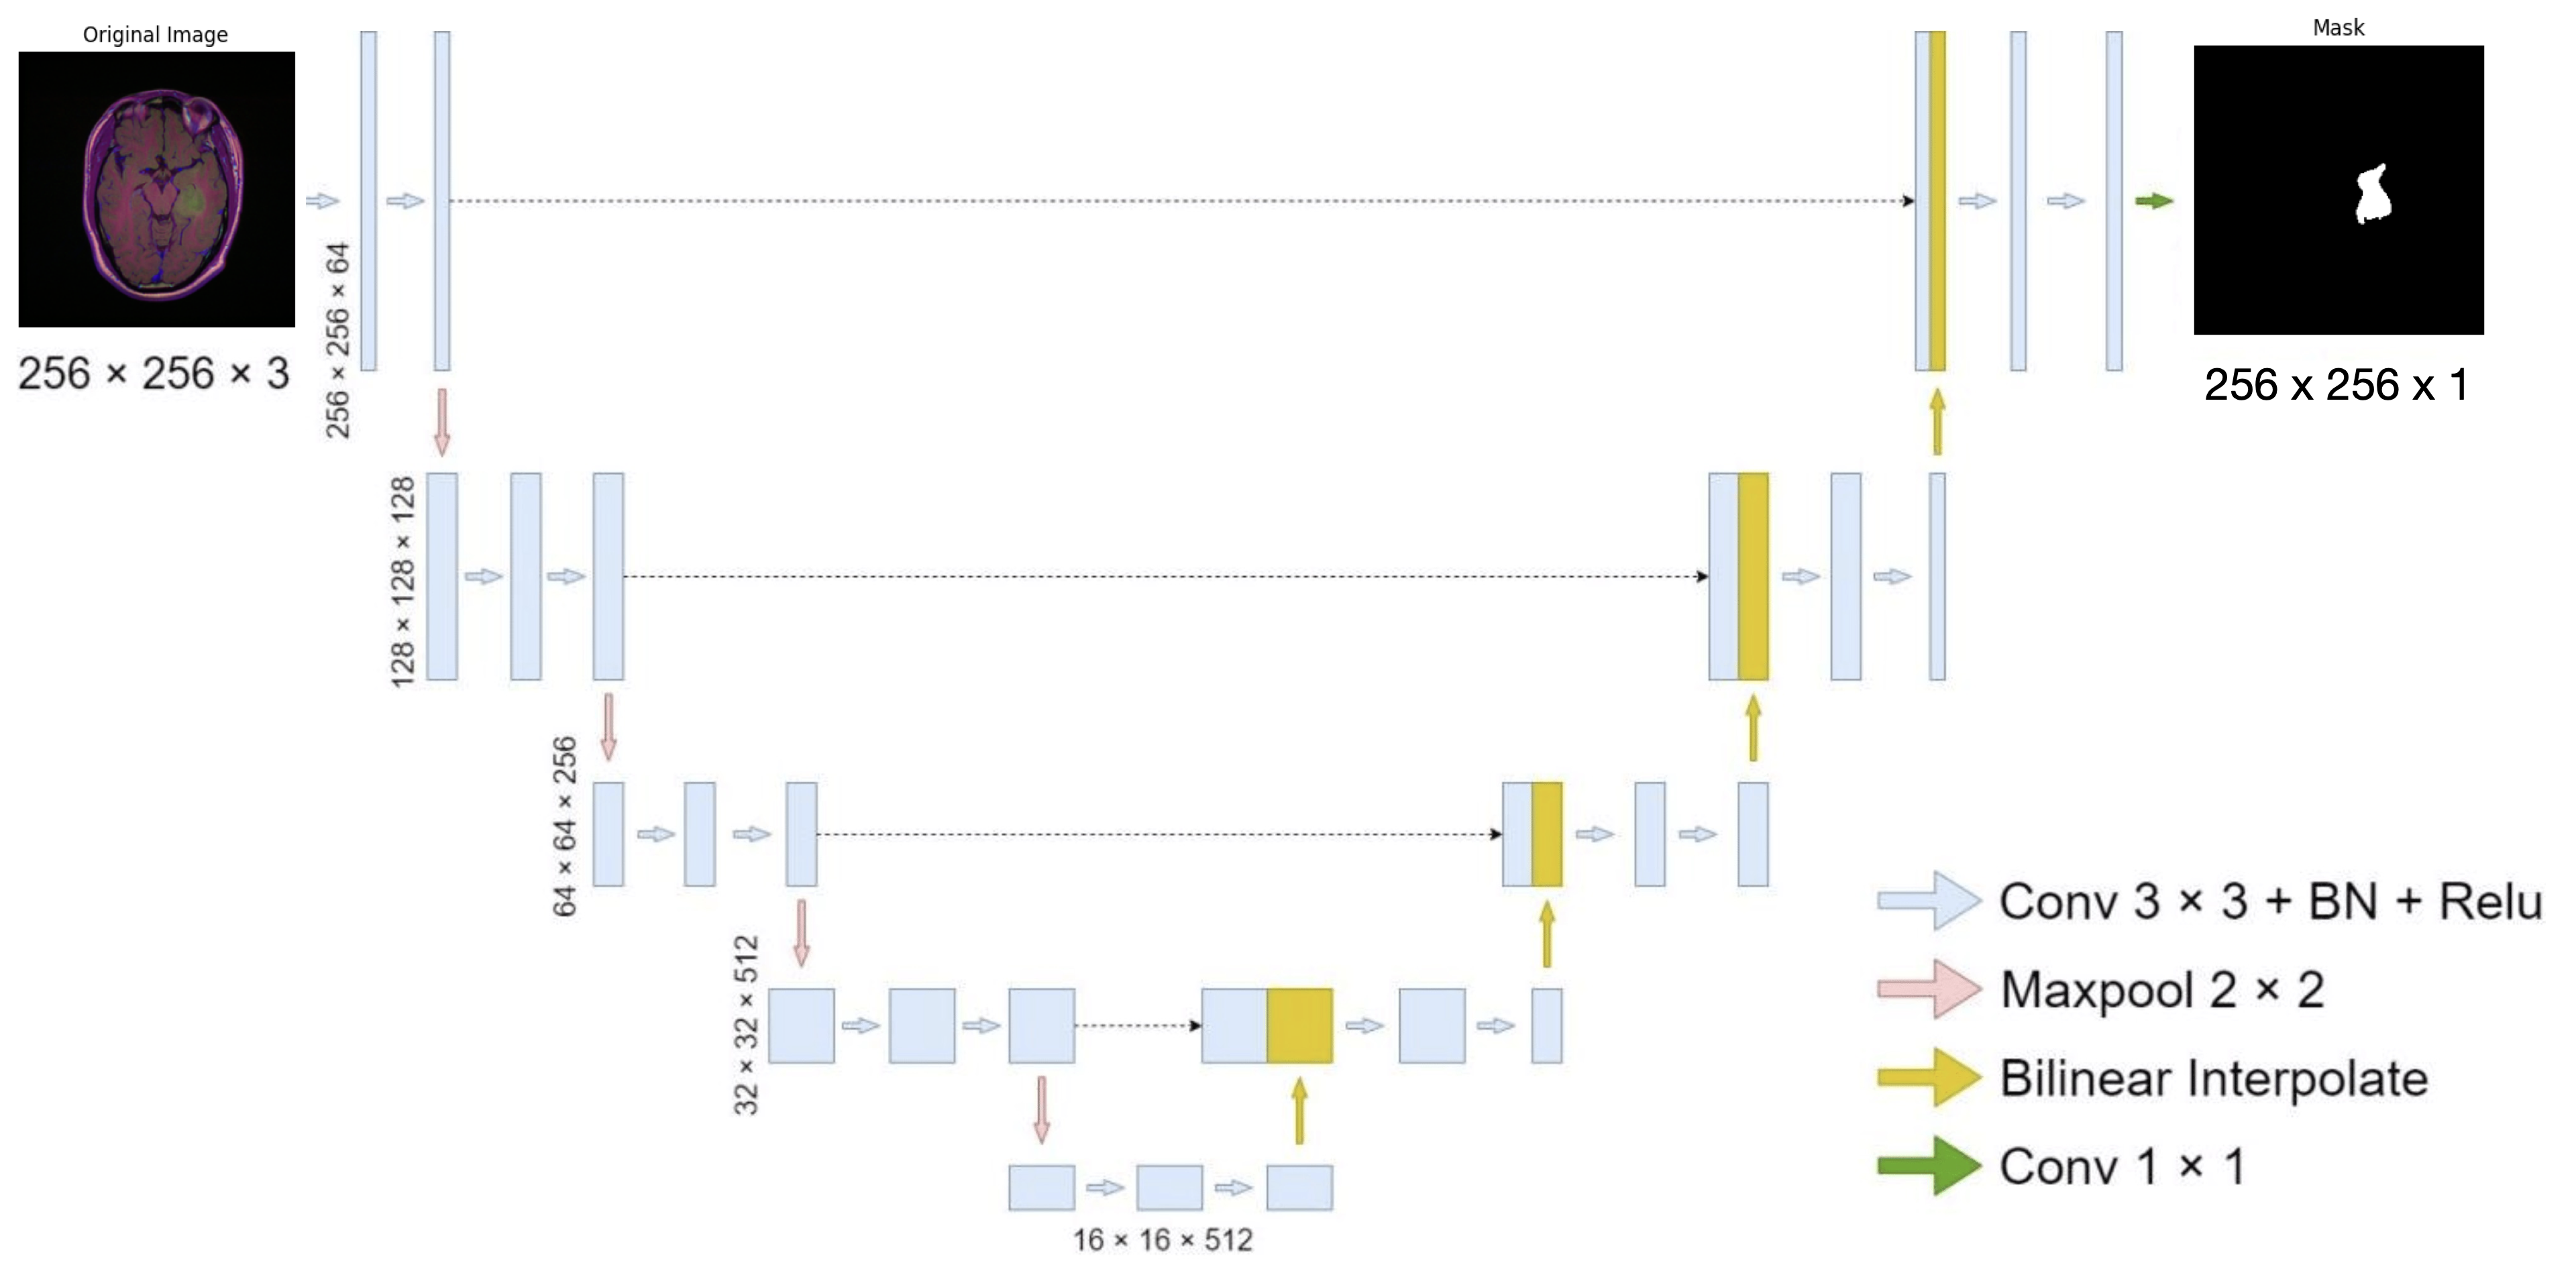 Original Image
256 × 256 × 3
256 × 256 × 64
128 × 128 × 128
64 × 64 × 256
32 × 32 × 512
16 × 16 × 512
Mask
256 x 256 x 1
Conv 3 × 3 + BN + Relu
Maxpool 2 × 2
Bilinear Interpolate
Conv 1 × 1